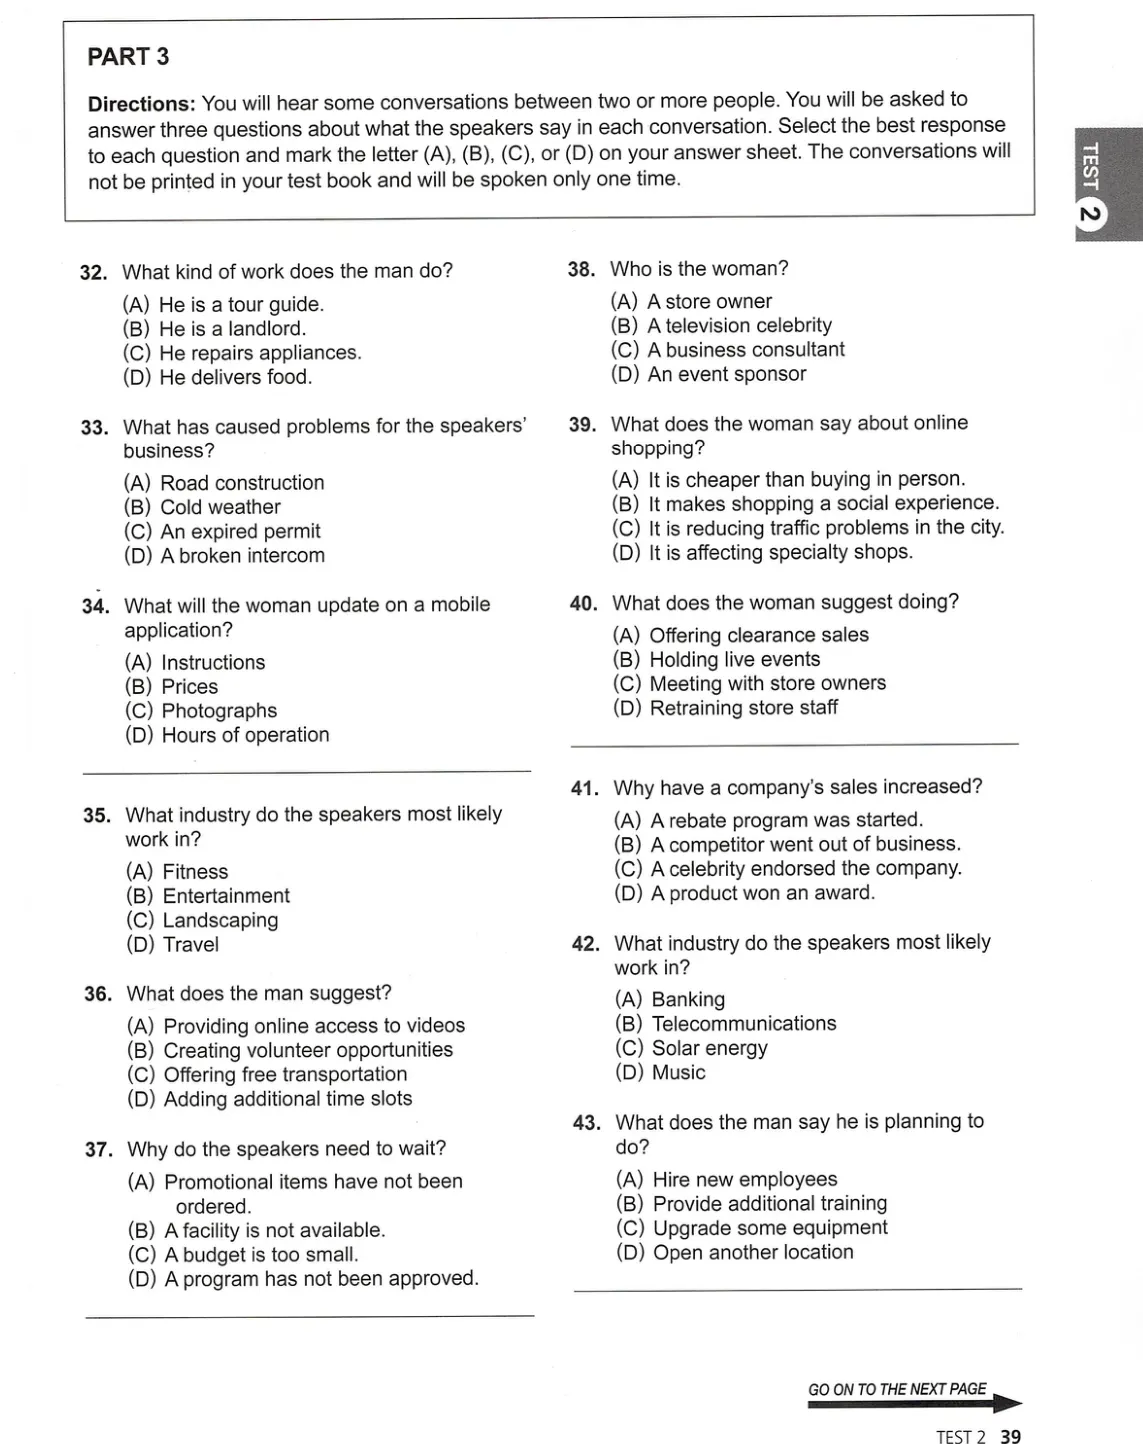 PART 3
Directions: You will hear some conversations between two or more people. You will be asked to
answer three questions about what the speakers say in each conversation. Select the best response
to each question and mark the letter (A), (B), (C), or (D) on your answer sheet. The conversations will
not be printed in your test book and will be spoken only one time.
TEST 2
32. What kind of work does the man do?
(A) He is a tour guide.
(B) He is a landlord.
(C) He repairs appliances.
(D) He delivers food.
33. What has caused problems for the speakers'
business?
(A) Road construction
(B) Cold weather
(C) An expired permit
(D) A broken intercom
34. What will the woman update on a mobile
application?
(A) Instructions
(B) Prices
(C) Photographs
(D) Hours of operation
35. What industry do the speakers most likely
work in?
(A) Fitness
(B) Entertainment
(C) Landscaping
(D) Travel
36. What does the man suggest?
(A) Providing online access to videos
(B) Creating volunteer opportunities
(C) Offering free transportation
(D) Adding additional time slots
37. Why do the speakers need to wait?
(A) Promotional items have not been
ordered.
(B) A facility is not available.
(C) A budget is too small.
(D) A program has not been approved.
38. Who is the woman?
(A) A store owner
(B) A television celebrity
(C) A business consultant
(D) An event sponsor
39. What does the woman say about online
shopping?
(A) It is cheaper than buying in person.
(B) It makes shopping a social experience.
(C) It is reducing traffic problems in the city.
(D) It is affecting specialty shops.
40. What does the woman suggest doing?
(A) Offering clearance sales
(B) Holding live events
(C) Meeting with store owners
(D) Retraining store staff
41. Why have a company's sales increased?
(A) A rebate program was started.
(B) A competitor went out of business.
(C) A celebrity endorsed the company.
(D) A product won an award.
42. What industry do the speakers most likely
work in?
(A) Banking
(B) Telecommunications
(C) Solar energy
(D) Music
43. What does the man say he is planning to
do?
(A) Hire new employees
(B) Provide additional training
(C) Upgrade some equipment
(D) Open another location
GO ON TO THE NEXT PAGE
TEST 2 39